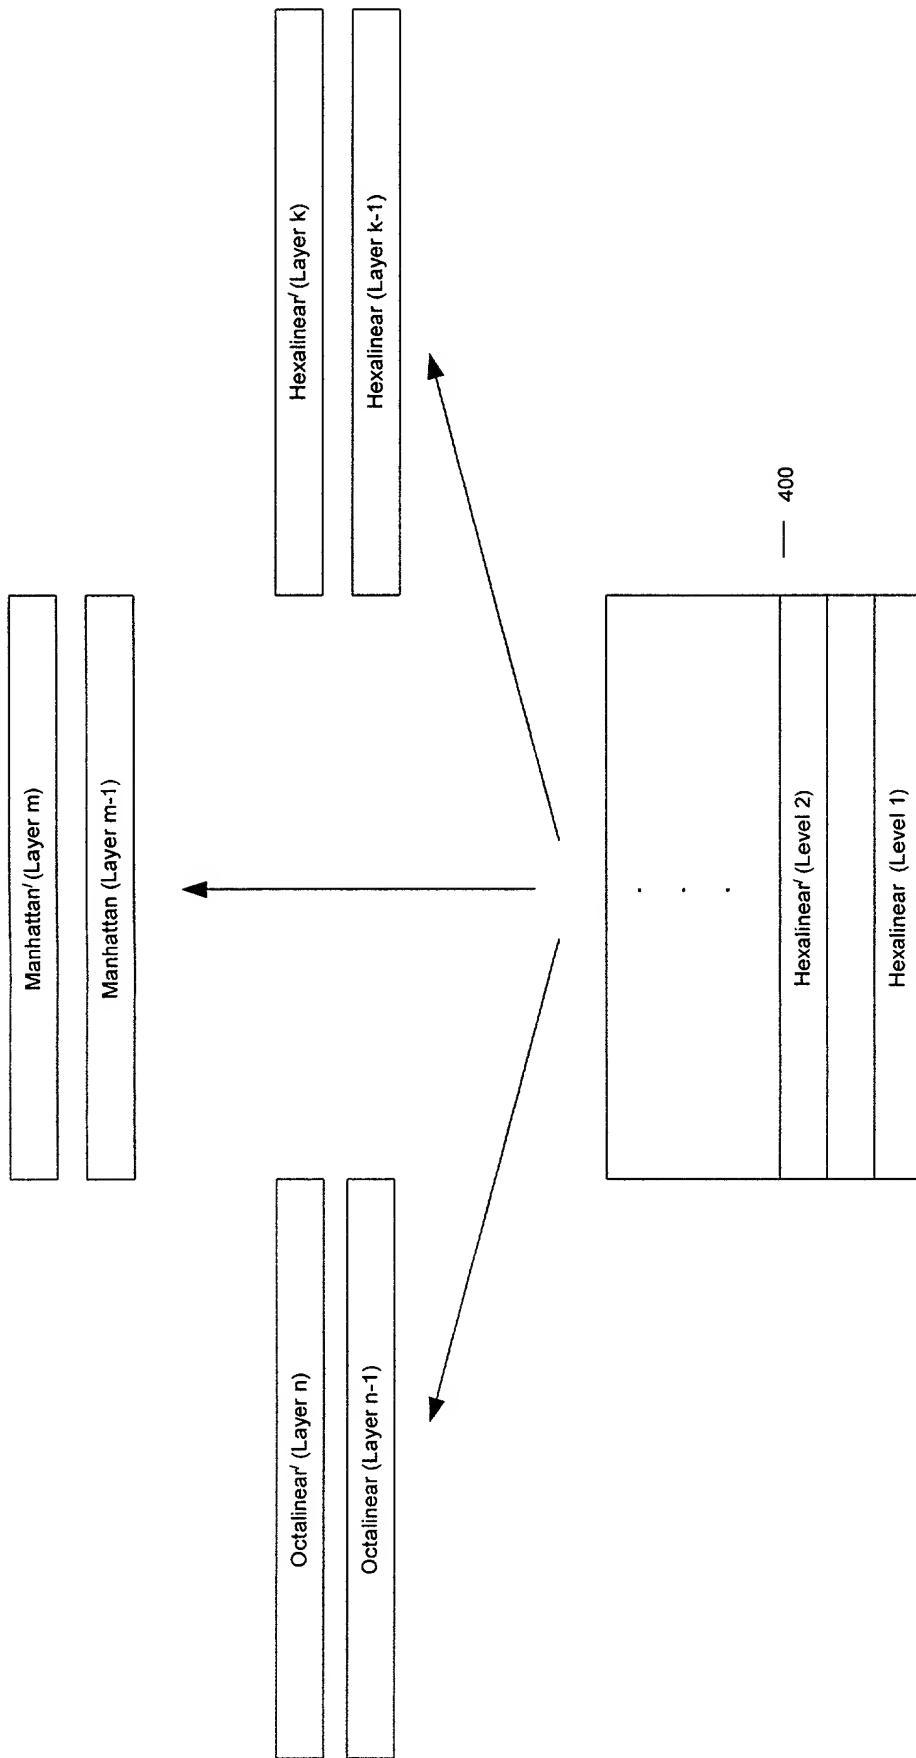 Manhattan' (Layer m)
Manhattan (Layer m-1)
Octalinear' (Layer n)
Octalinear (Layer n-1)
Hexalinear' (Layer k)
Hexalinear (Layer k-1)
. . .
Hexalinear' (Level 2)
Hexalinear (Level 1)
400